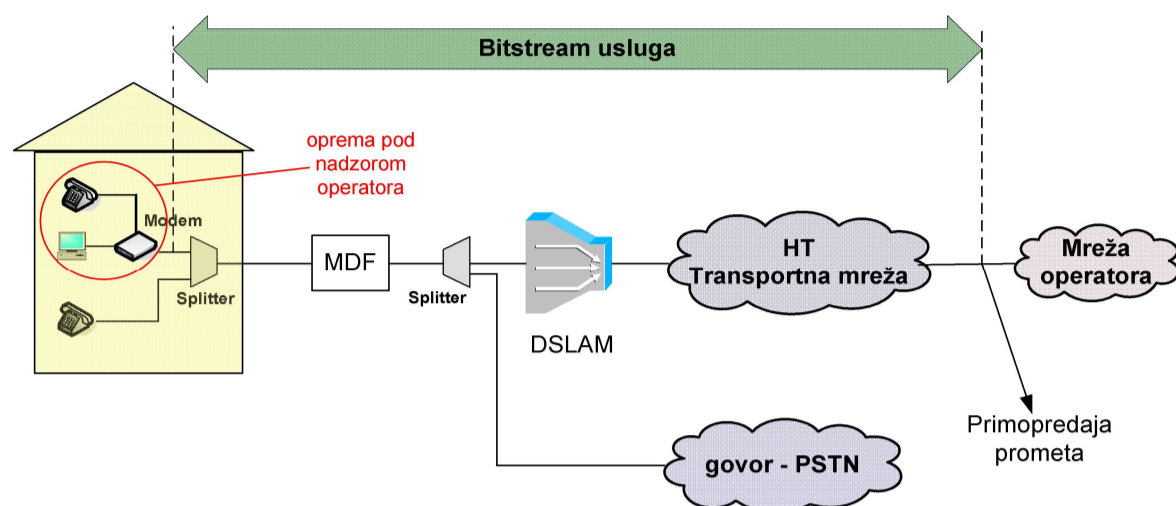 Bitstream usluga
oprema pod
nadzorom
operatora
Modem
Splitter
MDF
Splitter
DSLAM
HT
Transportna mreža
Mreža
operatora
Primopredaja
prometa
govor - PSTN